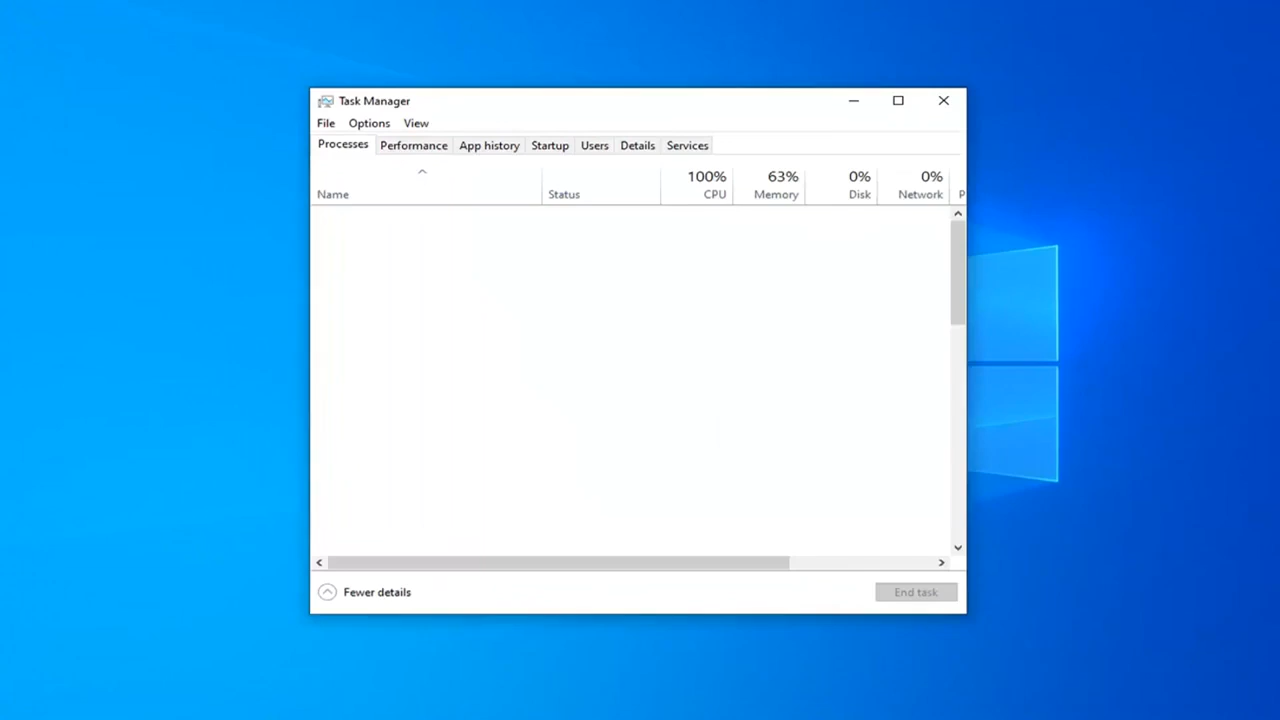 Task Manager
File Options View
Processes Performance App history Startup Users Details Services
100% 63% 0% 0%
Name Status CPU Memory Disk Network P
Fewer details End task